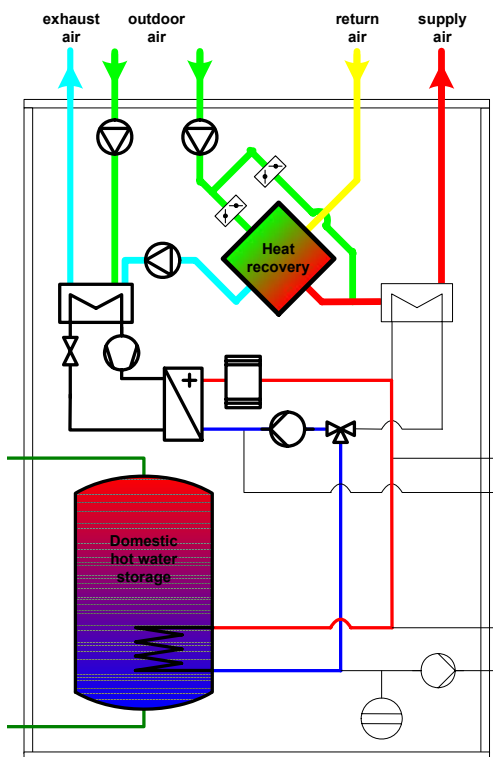 exhaust
air
outdoor
air
return
air
supply
air
Heat
recovery
+
Domestic
hot water
storage